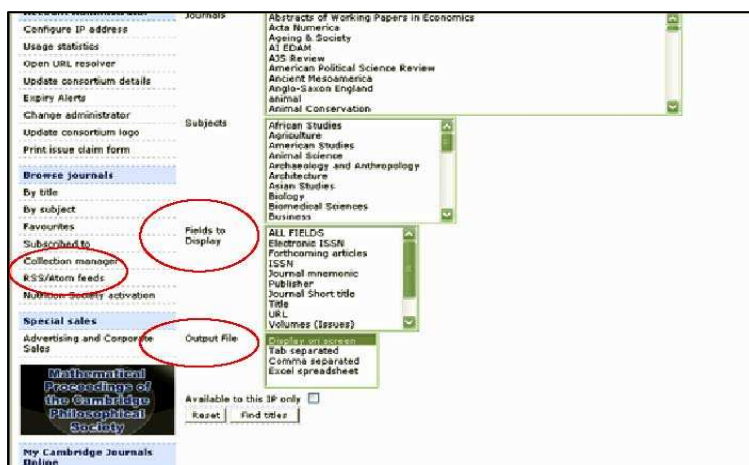 Account Administrator
Configure IP address
Usage statistics
Open URL resolver
Update consortium details
Expiry Alerts
Change administrator
Update consortium logo
Print issue claim form
Browse journals
By title
By subject
Favourites
Subscribed to
Collection manager
RSS/Atom feeds
Nutrition Society activation
Special sales
Advertising and Corporate
Sales
Mathematical
Proceedings of
the Cambridge
Philosophical
Society
My Cambridge Journals
Online
Journals
Abstracts of Working Papers in Economics
Acta Numerica
Ageing & Society
AI EDAM
AJS Review
American Political Science Review
Ancient Mesoamerica
Anglo-Saxon England
animal
Animal Conservation
Subjects
African Studies
Agriculture
American Studies
Animal Science
Archaeology and Anthropology
Architecture
Asian Studies
Biology
Biomedical Sciences
Business
Fields to
Display
ALL FIELDS
Electronic ISSN
Forthcoming articles
ISSN
Journal mnemonic
Publisher
Journal Short title
Title
URL
Volumes (Issues)
Output File
Display on screen
Tab separated
Comma separated
Excel spreadsheet
Available to this IP only
Reset
Find titles